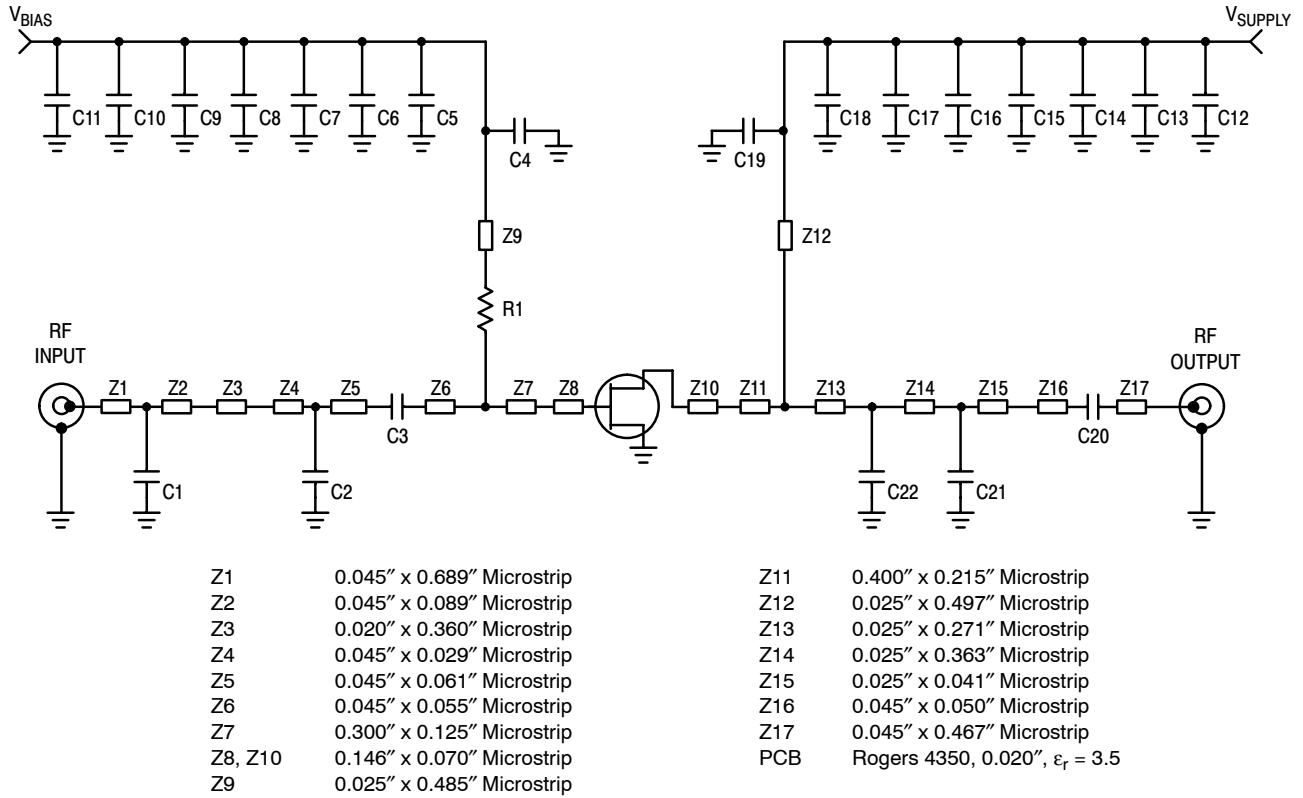 V_BIAS
V_SUPPLY
C11 C10 C9 C8 C7 C6 C5
C18 C17 C16 C15 C14 C13 C12
C4
C19
Z9
Z12
R1
RF
INPUT
RF
OUTPUT
Z1 Z2 Z3 Z4 Z5 Z6 Z7 Z8 Z10 Z11 Z13 Z14 Z15 Z16 Z17
C3
C20
C1
C2
C22
C21
Z1 0.045″ x 0.689″ Microstrip
Z2 0.045″ x 0.089″ Microstrip
Z3 0.020″ x 0.360″ Microstrip
Z4 0.045″ x 0.029″ Microstrip
Z5 0.045″ x 0.061″ Microstrip
Z6 0.045″ x 0.055″ Microstrip
Z7 0.300″ x 0.125″ Microstrip
Z8, Z10 0.146″ x 0.070″ Microstrip
Z9 0.025″ x 0.485″ Microstrip
Z11 0.400″ x 0.215″ Microstrip
Z12 0.025″ x 0.497″ Microstrip
Z13 0.025″ x 0.271″ Microstrip
Z14 0.025″ x 0.363″ Microstrip
Z15 0.025″ x 0.041″ Microstrip
Z16 0.045″ x 0.050″ Microstrip
Z17 0.045″ x 0.467″ Microstrip
PCB Rogers 4350, 0.020″, ε_r = 3.5